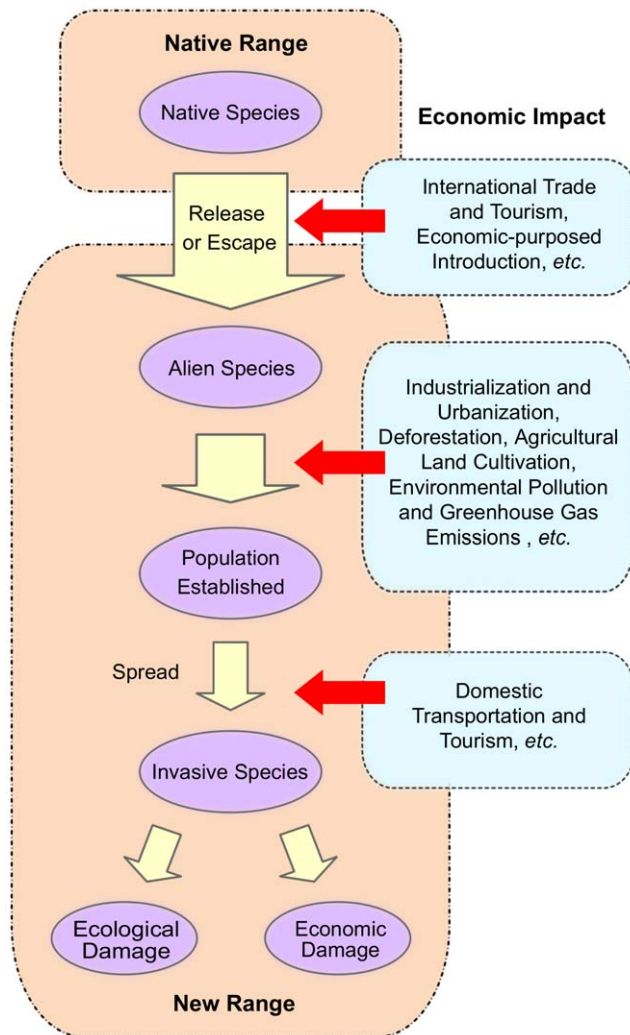 Native Range
Native Species
Economic Impact
Release
or Escape
International Trade
and Tourism,
Economic-purposed
Introduction, etc.
Alien Species
Industrialization and
Urbanization,
Deforestation, Agricultural
Land Cultivation,
Environmental Pollution
and Greenhouse Gas
Emissions , etc.
Population
Established
Spread
Domestic
Transportation and
Tourism, etc.
Invasive Species
Ecological
Damage
Economic
Damage
New Range